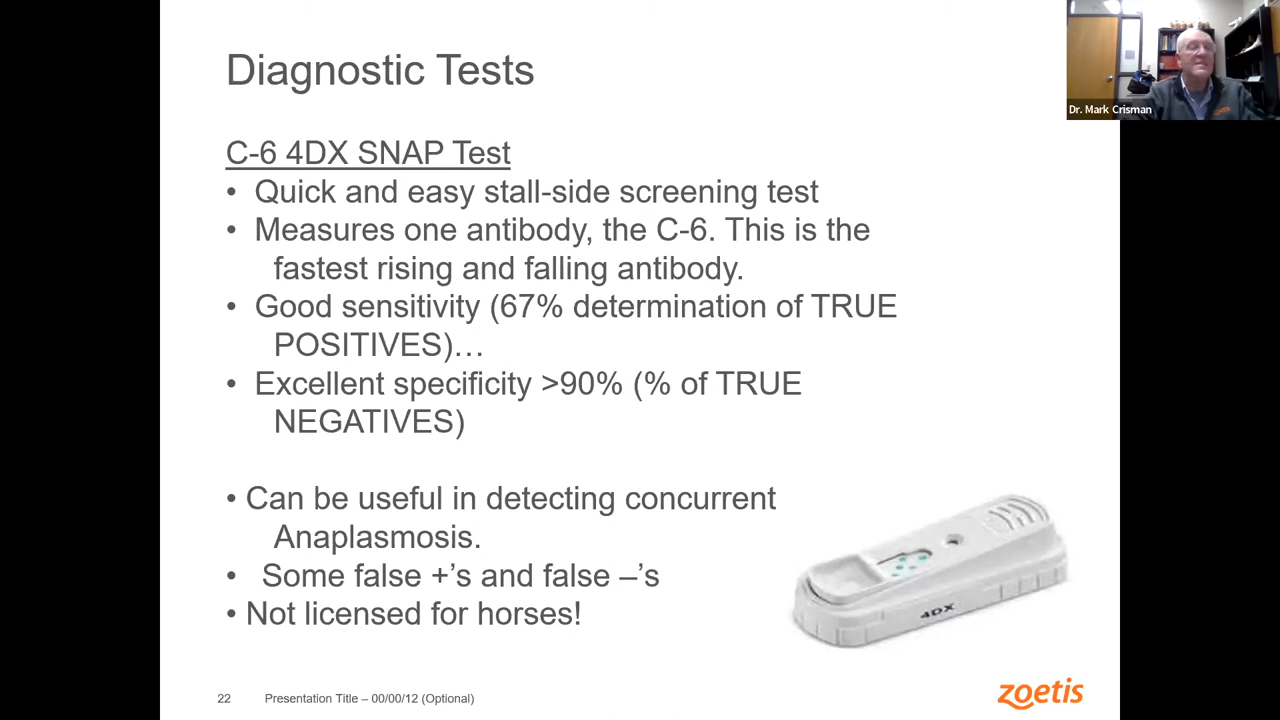 Diagnostic Tests
Dr. Mark Crisman
C-6 4DX SNAP Test
• Quick and easy stall-side screening test
• Measures one antibody, the C-6. This is the
fastest rising and falling antibody.
• Good sensitivity (67% determination of TRUE
POSITIVES)…
• Excellent specificity >90% (% of TRUE
NEGATIVES)
• Can be useful in detecting concurrent
Anaplasmosis.
• Some false +’s and false –’s
• Not licensed for horses!
4DX
22 Presentation Title – 00/00/12 (Optional)
zoetis